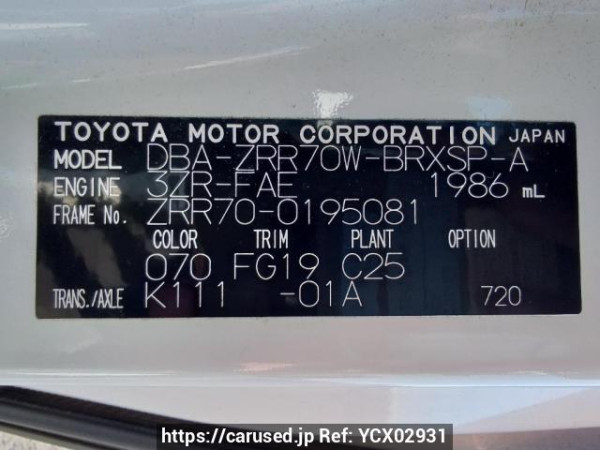 TOYOTA MOTOR CORPORATION JAPAN
MODEL DBA-ZRR70W-BRXSP-A
ENGINE 3ZR-FAE 1986 mL
FRAME No. ZRR70-0195081
COLOR TRIM PLANT OPTION
070 FG19 C25
TRANS./AXLE K111 -01A 720
https://carused.jp Ref: YCX02931